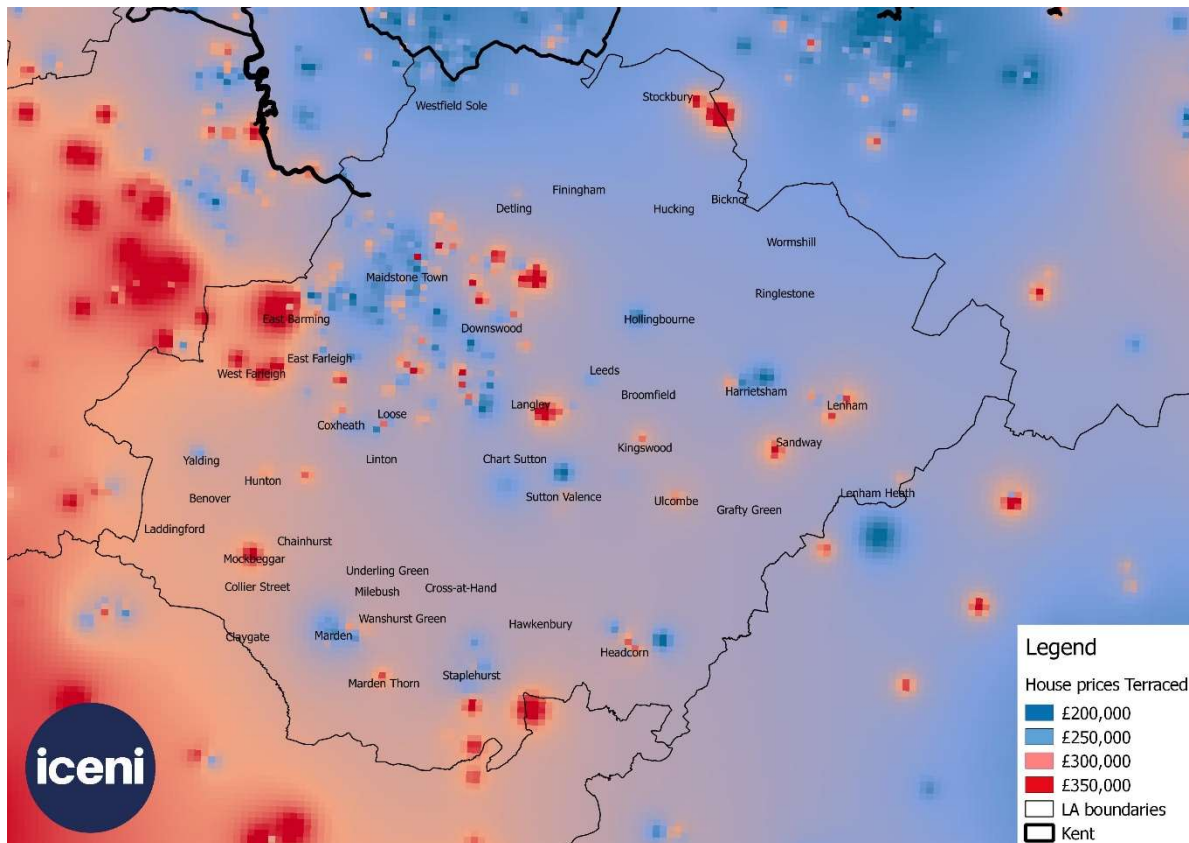 Westfield Sole
Stockbury
Finingham
Bicknor
Detling
Hucking
Wormshill
Maidstone Town
Ringlestone
East Barming
Downswood
Hollingbourne
East Farleigh
West Farleigh
Leeds
Broomfield
Harrietsham
Langley
Lenham
Loose
Coxheath
Sandway
Kingswood
Yalding
Linton
Chart Sutton
Hunton
Benover
Sutton Valence
Ulcombe
Lenham Heath
Grafty Green
Laddingford
Chainhurst
Mockbeggar
Underling Green
Collier Street
Milebush
Cross-at-Hand
Wanshurst Green
Hawkenbury
Claygate
Marden
Headcorn
Staplehurst
Marden Thorn
Legend
House prices Terraced
£200,000
£250,000
£300,000
£350,000
LA boundaries
Kent
iceni